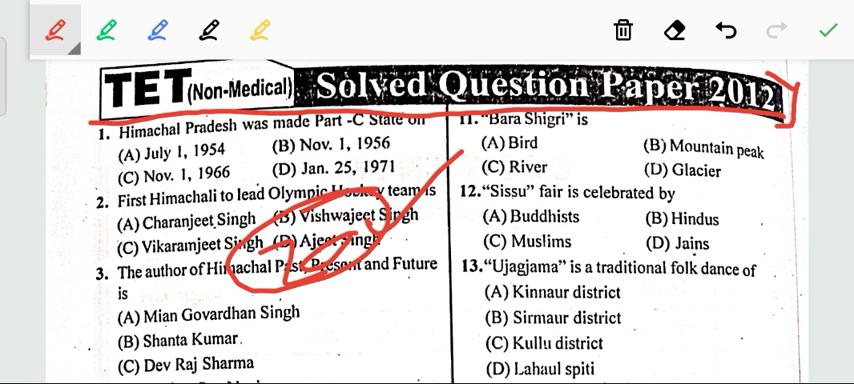 TET (Non-Medical) Solved Question Paper 2012
1. Himachal Pradesh was made Part -C State on
(A) July 1, 1954 (B) Nov. 1, 1956
(C) Nov. 1, 1966 (D) Jan. 25, 1971
2. First Himachali to lead Olympic Hockey team is
(A) Charanjeet Singh (B) Vishwajeet Singh
(C) Vikaramjeet Singh (D) Ajeet Singh
3. The author of Himachal Past, Present and Future
is
(A) Mian Govardhan Singh
(B) Shanta Kumar.
(C) Dev Raj Sharma
11. "Bara Shigri" is
(A) Bird (B) Mountain peak
(C) River (D) Glacier
12. "Sissu" fair is celebrated by
(A) Buddhists (B) Hindus
(C) Muslims (D) Jains
13. "Ujagjama" is a traditional folk dance of
(A) Kinnaur district
(B) Sirmaur district
(C) Kullu district
(D) Lahaul spiti